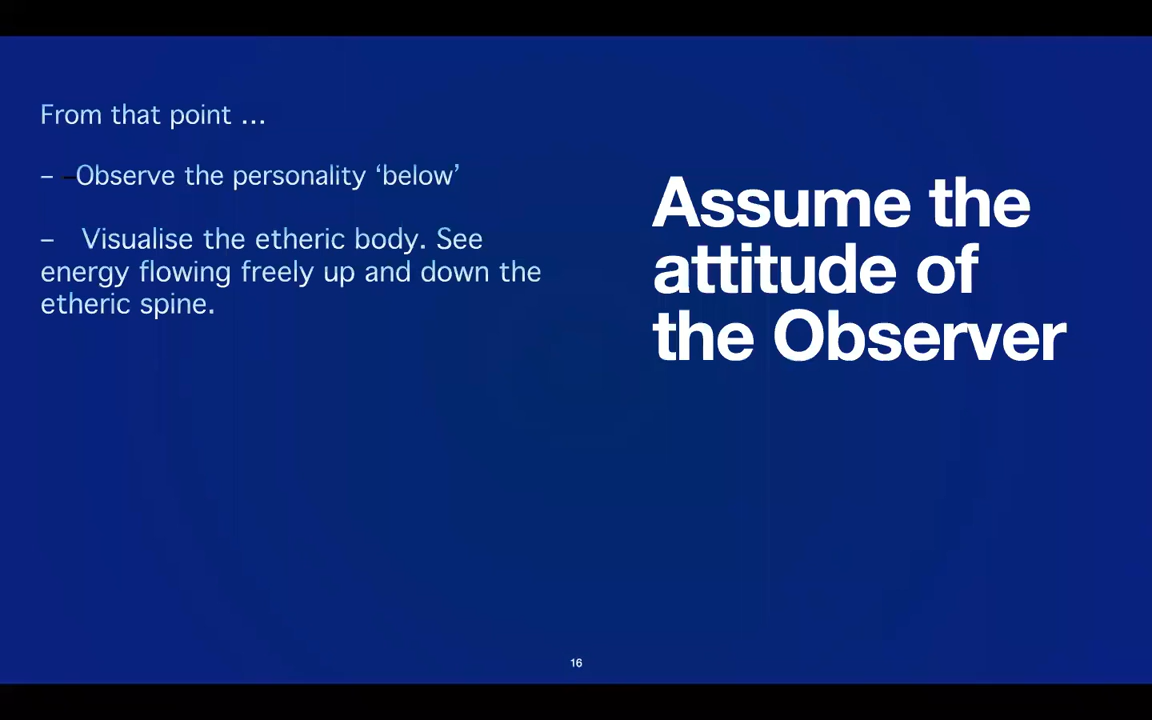 From that point …
– –Observe the personality ‘below’
– Visualise the etheric body. See
energy flowing freely up and down the
etheric spine.
Assume the
attitude of
the Observer
16